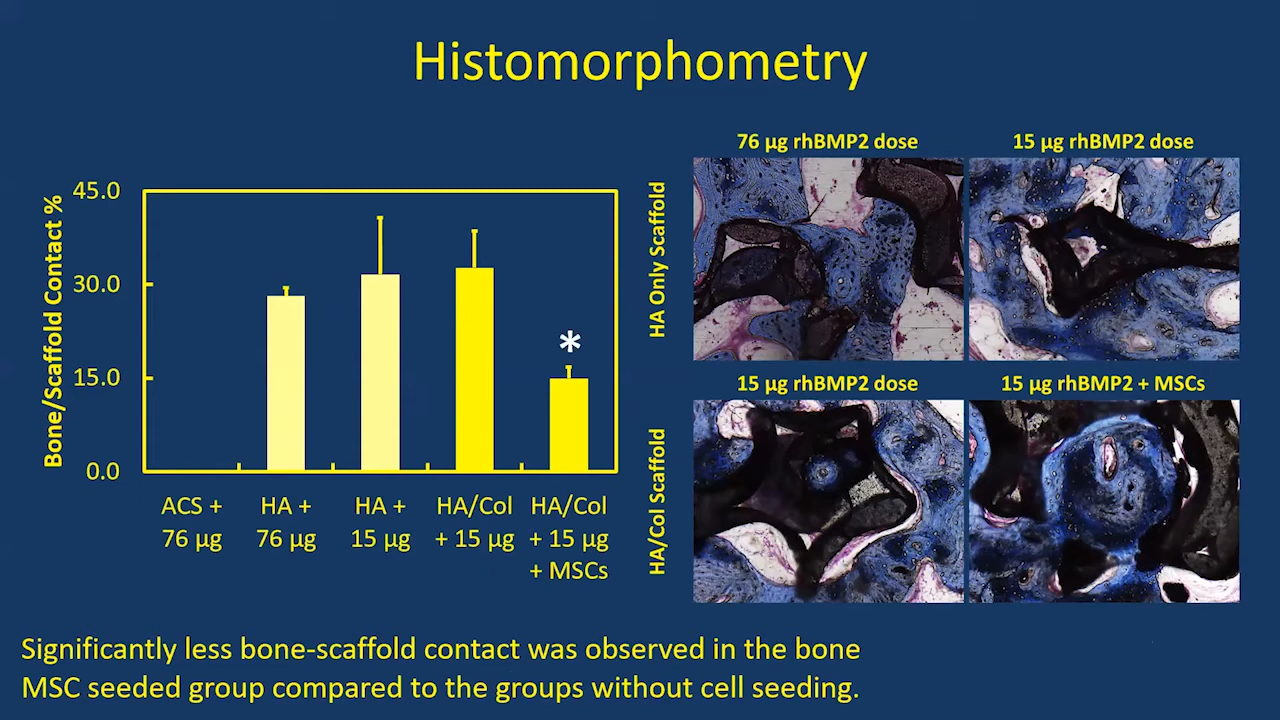 Histomorphometry
Bone/Scaffold Contact %
45.0
30.0
15.0
0.0
*
ACS +
76 µg
HA +
76 µg
HA +
15 µg
HA/Col
+ 15 µg
HA/Col
+ 15 µg
+ MSCs
76 µg rhBMP2 dose
15 µg rhBMP2 dose
HA Only Scaffold
15 µg rhBMP2 dose
15 µg rhBMP2 + MSCs
HA/Col Scaffold
Significantly less bone-scaffold contact was observed in the bone
MSC seeded group compared to the groups without cell seeding.